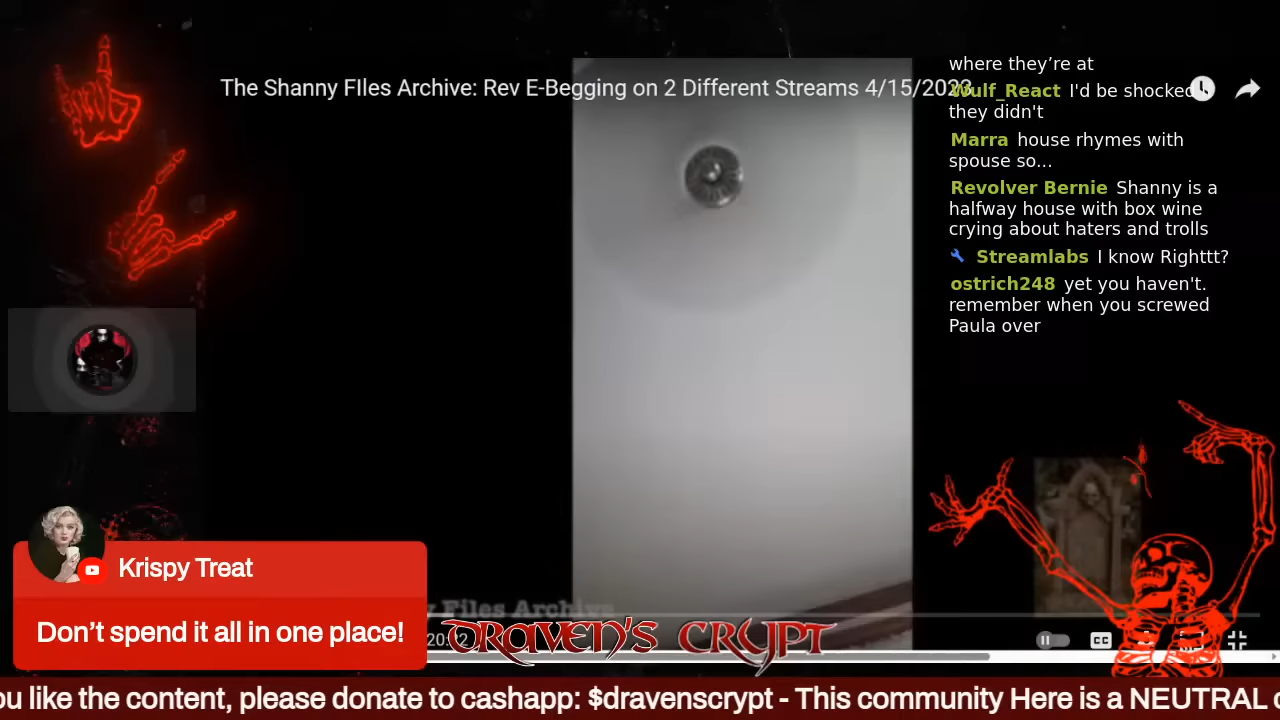 The Shanny FIles Archive: Rev E-Begging on 2 Different Streams 4/15/2023
where they’re at
Wulf_React I'd be shocked
they didn't
Marra house rhymes with
spouse so...
Revolver Bernie Shanny is a
halfway house with box wine
crying about haters and trolls
Streamlabs I know Righttt?
ostrich248 yet you haven't.
remember when you screwed
Paula over
Krispy Treat
Don’t spend it all in one place!
y Files Archive
DRAVEN'S CRYPT
CC
ou like the content, please donate to cashapp: $dravenscrypt - This community Here is a NEUTRAL